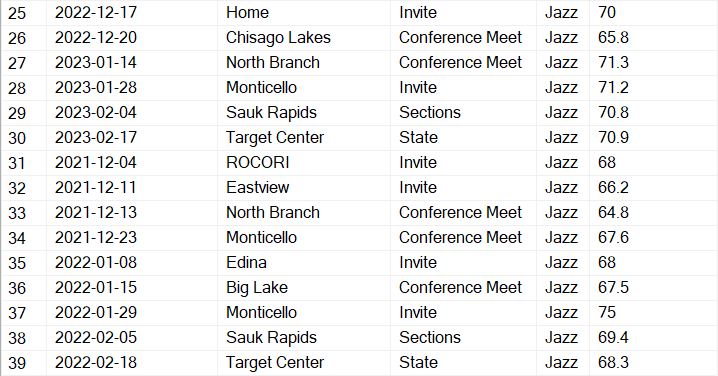 25 2022-12-17 Home Invite Jazz 70
26 2022-12-20 Chisago Lakes Conference Meet Jazz 65.8
27 2023-01-14 North Branch Conference Meet Jazz 71.3
28 2023-01-28 Monticello Invite Jazz 71.2
29 2023-02-04 Sauk Rapids Sections Jazz 70.8
30 2023-02-17 Target Center State Jazz 70.9
31 2021-12-04 ROCORI Invite Jazz 68
32 2021-12-11 Eastview Invite Jazz 66.2
33 2021-12-13 North Branch Conference Meet Jazz 64.8
34 2021-12-23 Monticello Conference Meet Jazz 67.6
35 2022-01-08 Edina Invite Jazz 68
36 2022-01-15 Big Lake Conference Meet Jazz 67.5
37 2022-01-29 Monticello Invite Jazz 75
38 2022-02-05 Sauk Rapids Sections Jazz 69.4
39 2022-02-18 Target Center State Jazz 68.3